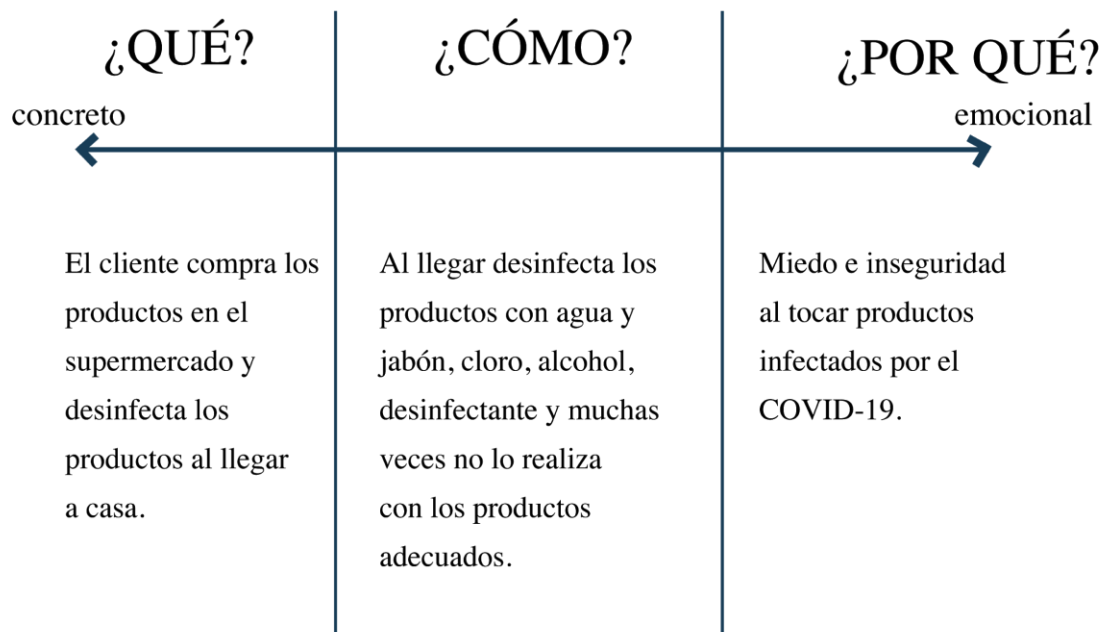 ¿QUÉ?
¿CÓMO?
¿POR QUÉ?
concreto
emocional
El cliente compra los
productos en el
supermercado y
desinfecta los
productos al llegar
a casa.
Al llegar desinfecta los
productos con agua y
jabón, cloro, alcohol,
desinfectante y muchas
veces no lo realiza
con los productos
adecuados.
Miedo e inseguridad
al tocar productos
infectados por el
COVID-19.